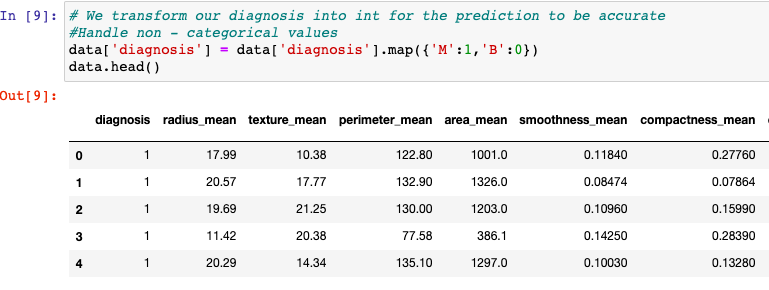 In [9]: # We transform our diagnosis into int for the prediction to be accurate
#Handle non - categorical values
data['diagnosis'] = data['diagnosis'].map({'M':1,'B':0})
data.head()
Out[9]:
diagnosis radius_mean texture_mean perimeter_mean area_mean smoothness_mean compactness_mean
0 1 17.99 10.38 122.80 1001.0 0.11840 0.27760
1 1 20.57 17.77 132.90 1326.0 0.08474 0.07864
2 1 19.69 21.25 130.00 1203.0 0.10960 0.15990
3 1 11.42 20.38 77.58 386.1 0.14250 0.28390
4 1 20.29 14.34 135.10 1297.0 0.10030 0.13280